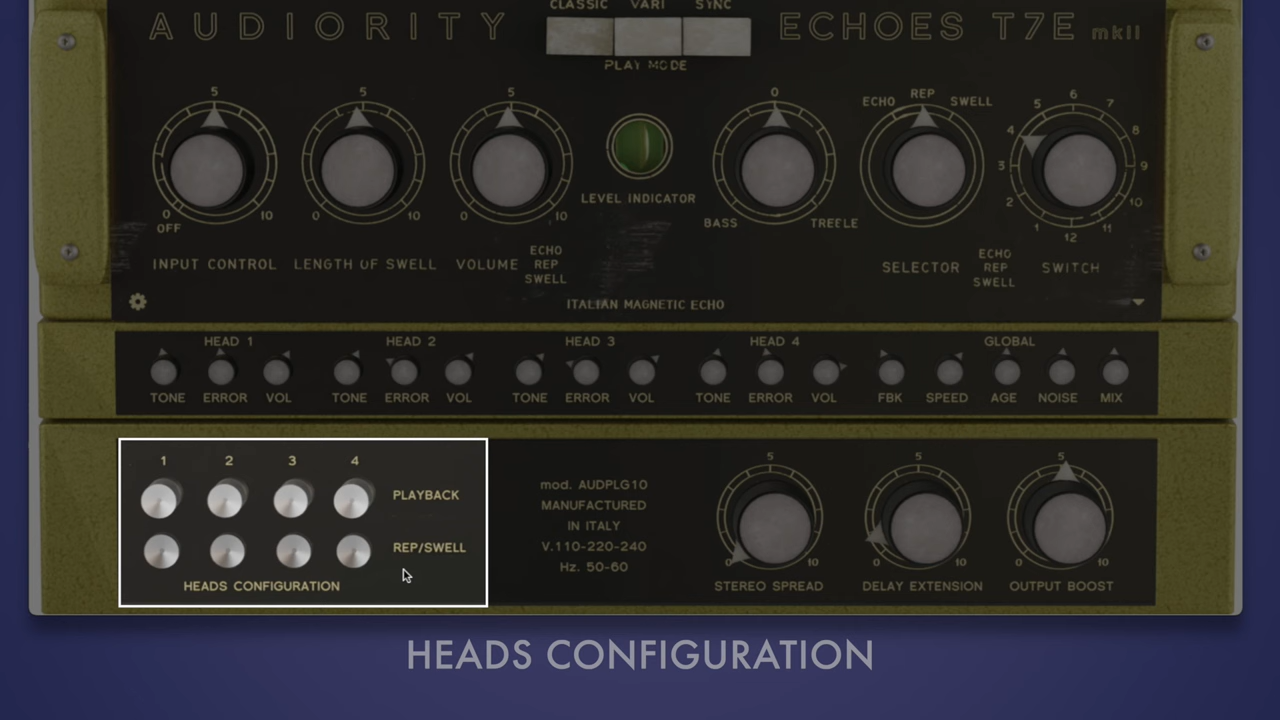 CLASSIC VARI SYNC
AUDIORITY
ECHOES T7E mkII
PLAY MODE
5 5 5 0 ECHO REP SWELL 5 6 7
4 8
3 9
2 10
1 12 11
0 10 0 10 0 10
OFF
LEVEL INDICATOR
BASS TREBLE
INPUT CONTROL LENGTH OF SWELL VOLUME ECHO REP SWELL
SELECTOR ECHO REP SWELL SWITCH
ITALIAN MAGNETIC ECHO
HEAD 1 HEAD 2 HEAD 3 HEAD 4 GLOBAL
TONE ERROR VOL TONE ERROR VOL TONE ERROR VOL TONE ERROR VOL FBK SPEED AGE NOISE MIX
1 2 3 4
PLAYBACK
REP/SWELL
HEADS CONFIGURATION
mod. AUDPLG10
MANUFACTURED
IN ITALY
V.110-220-240
Hz. 50-60
5 5 5
0 10 0 10 0 10
STEREO SPREAD DELAY EXTENSION OUTPUT BOOST
HEADS CONFIGURATION